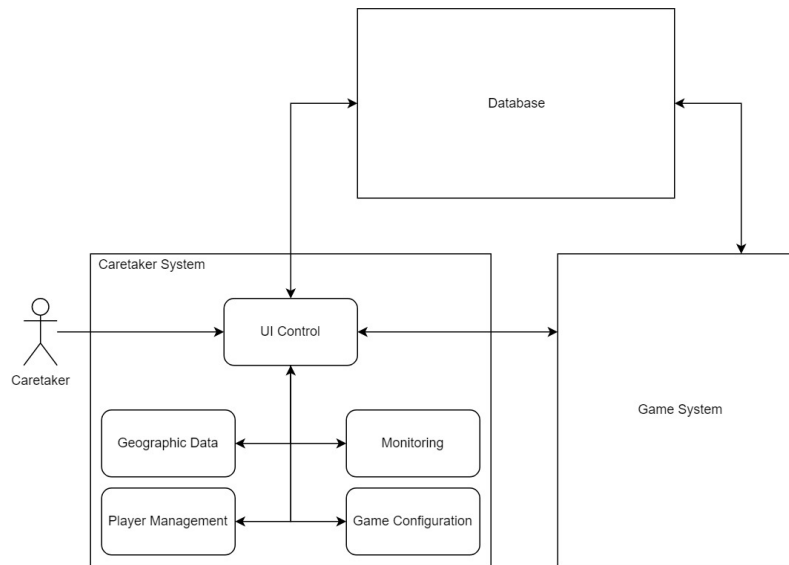 Database
Caretaker System
UI Control
Caretaker
Game System
Geographic Data
Monitoring
Player Management
Game Configuration